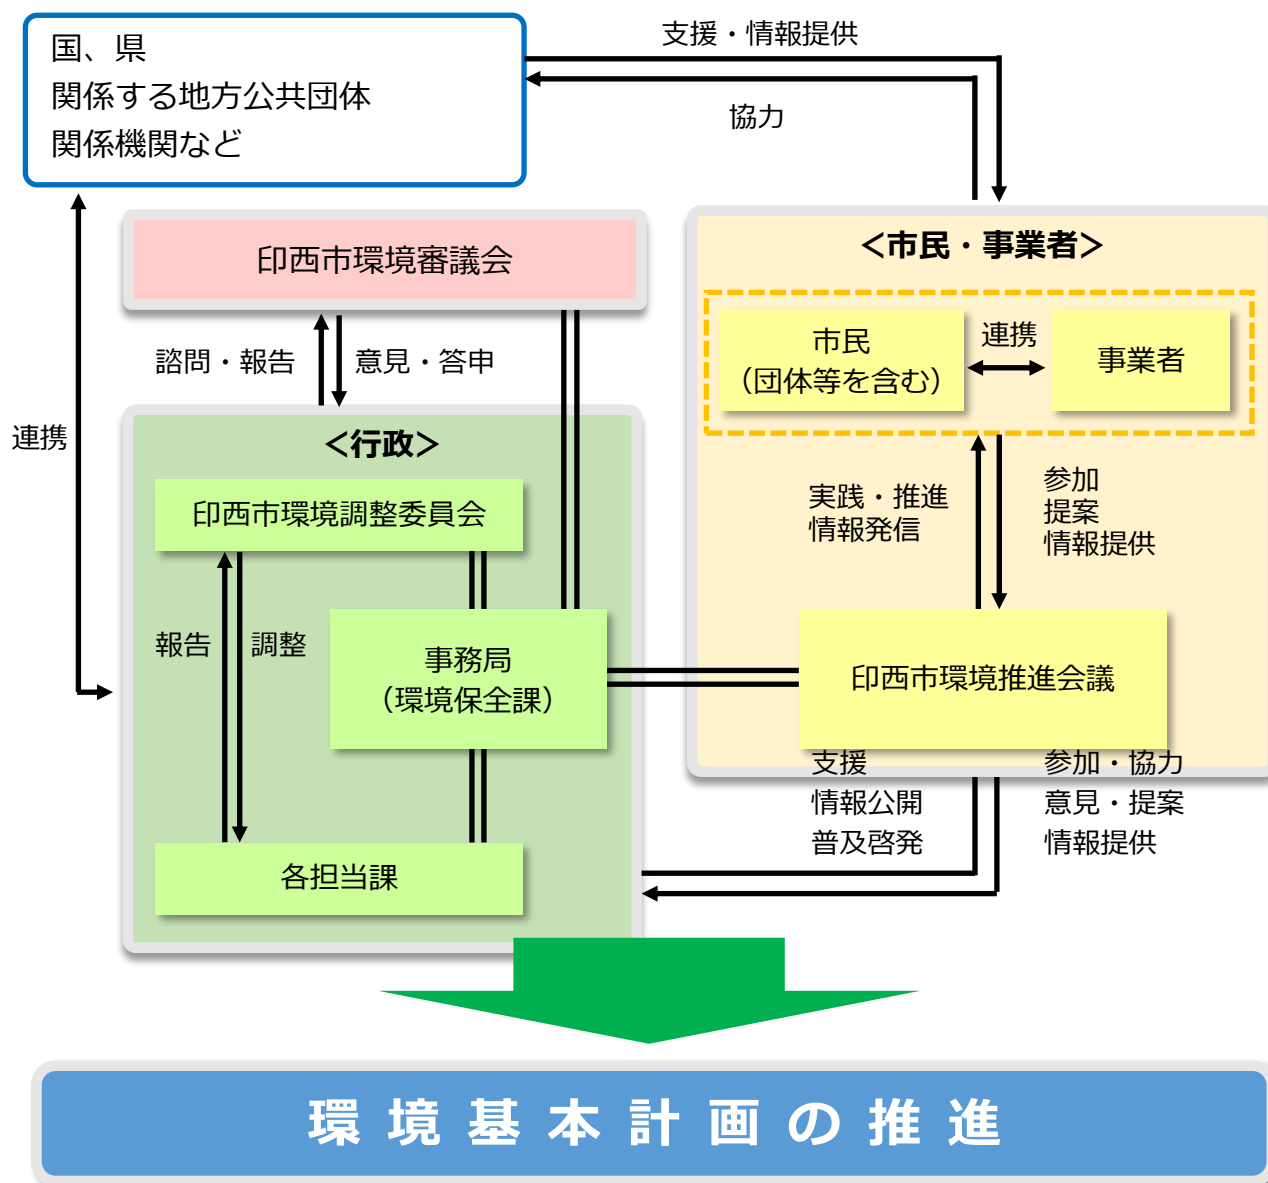 国、県
関係する地方公共団体
関係機関など
支援・情報提供
協力
印西市環境審議会
諮問・報告
意見・答申
連携
＜行政＞
印西市環境調整委員会
報告
調整
事務局
（環境保全課）
各担当課
＜市民・事業者＞
市民
（団体等を含む）
連携
事業者
実践・推進
情報発信
参加
提案
情報提供
印西市環境推進会議
支援
情報公開
普及啓発
参加・協力
意見・提案
情報提供
環境基本計画の推進